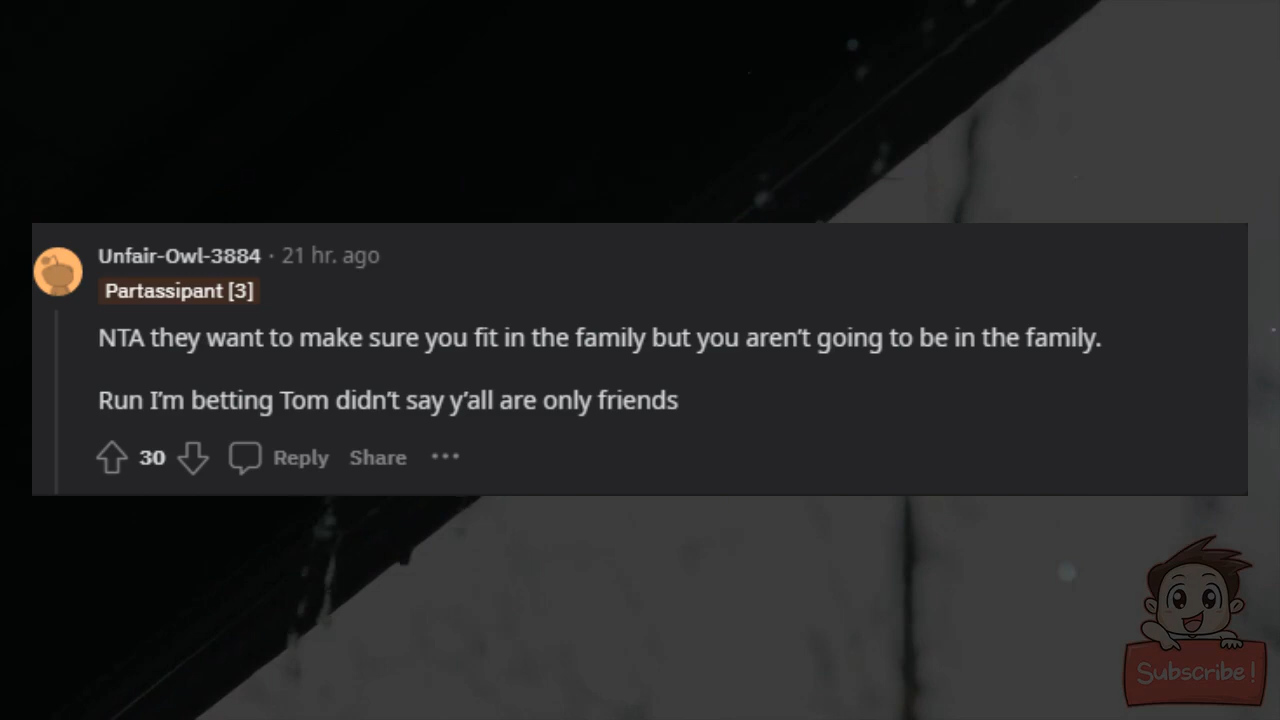 Unfair-Owl-3884 · 21 hr. ago
Partassipant [3]
NTA they want to make sure you fit in the family but you aren’t going to be in the family.
Run I’m betting Tom didn’t say y’all are only friends
30 Reply Share ···
Subscribe!